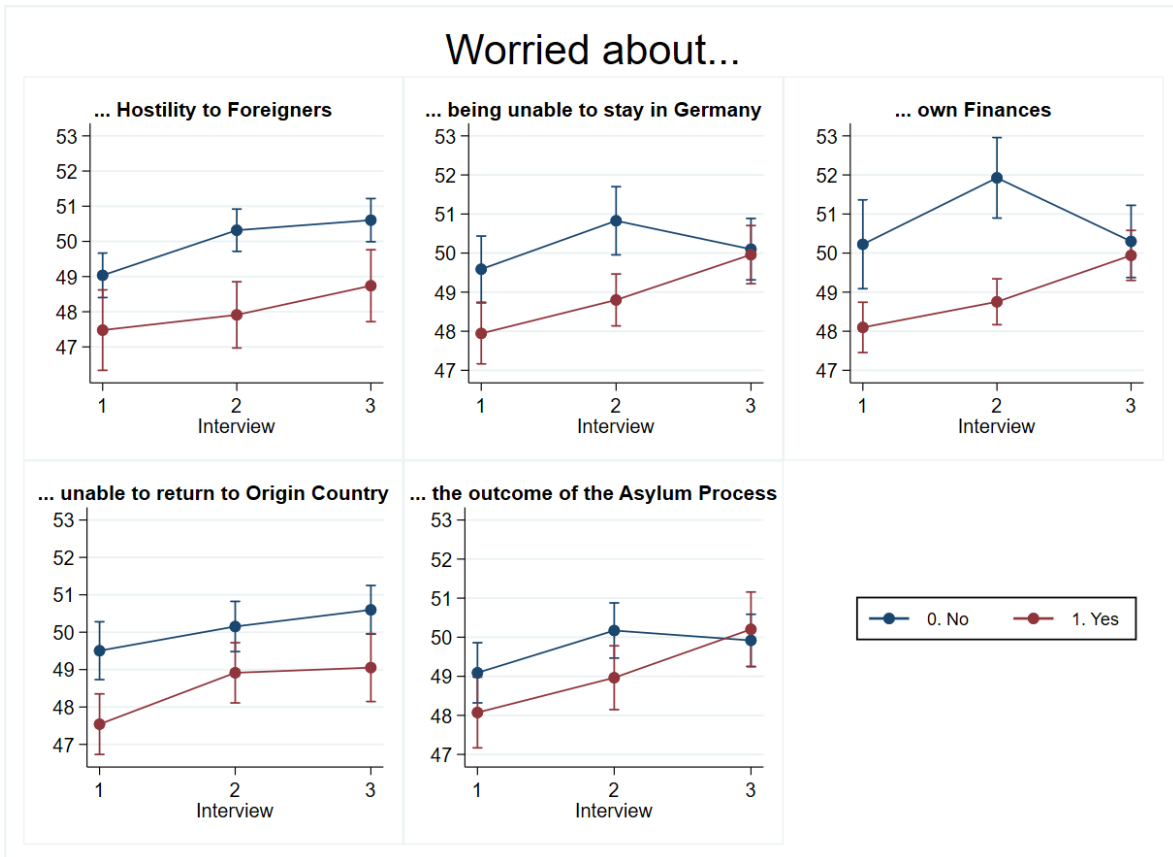 Worried about...
... Hostility to Foreigners
53
52
51
50
49
48
47
1 2 3
Interview
... being unable to stay in Germany
53
52
51
50
49
48
47
1 2 3
Interview
... own Finances
53
52
51
50
49
48
47
1 2 3
Interview
... unable to return to Origin Country
53
52
51
50
49
48
47
1 2 3
Interview
... the outcome of the Asylum Process
53
52
51
50
49
48
47
1 2 3
Interview
0. No 1. Yes